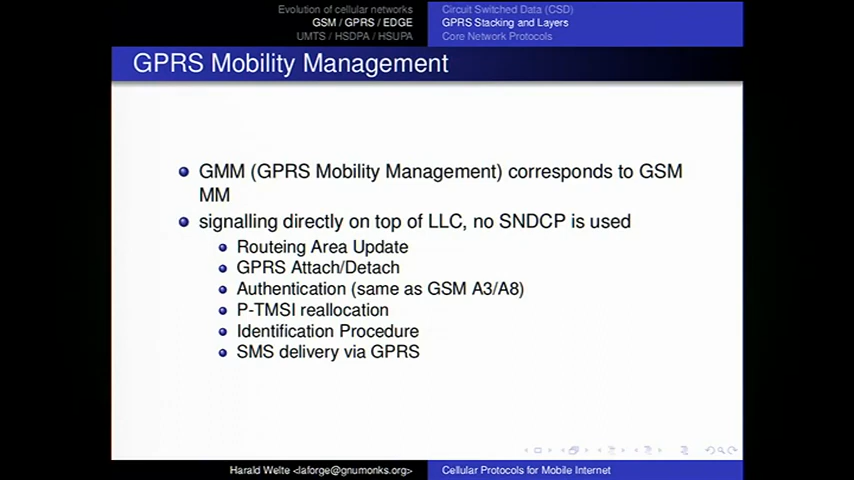 Evolution of cellular networks
GSM / GPRS / EDGE
UMTS / HSDPA / HSUPA
Circuit Switched Data (CSD)
GPRS Stacking and Layers
Core Network Protocols
GPRS Mobility Management
GMM (GPRS Mobility Management) corresponds to GSM
MM
signalling directly on top of LLC, no SNDCP is used
Routeing Area Update
GPRS Attach/Detach
Authentication (same as GSM A3/A8)
P-TMSI reallocation
Identification Procedure
SMS delivery via GPRS
Harald Welte <laforge@gnumonks.org>
Cellular Protocols for Mobile Internet